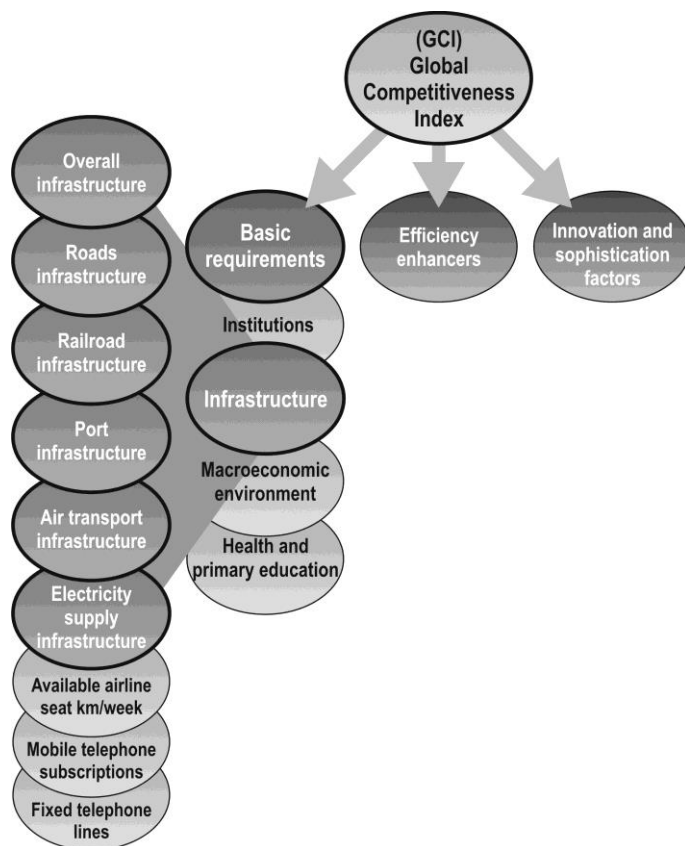 (GCI)
Global
Competitiveness
Index
Basic
requirements
Efficiency
enhancers
Innovation and
sophistication
factors
Institutions
Infrastructure
Macroeconomic
environment
Health and
primary education
Overall
infrastructure
Roads
infrastructure
Railroad
infrastructure
Port
infrastructure
Air transport
infrastructure
Electricity
supply
infrastructure
Available airline
seat km/week
Mobile telephone
subscriptions
Fixed telephone
lines